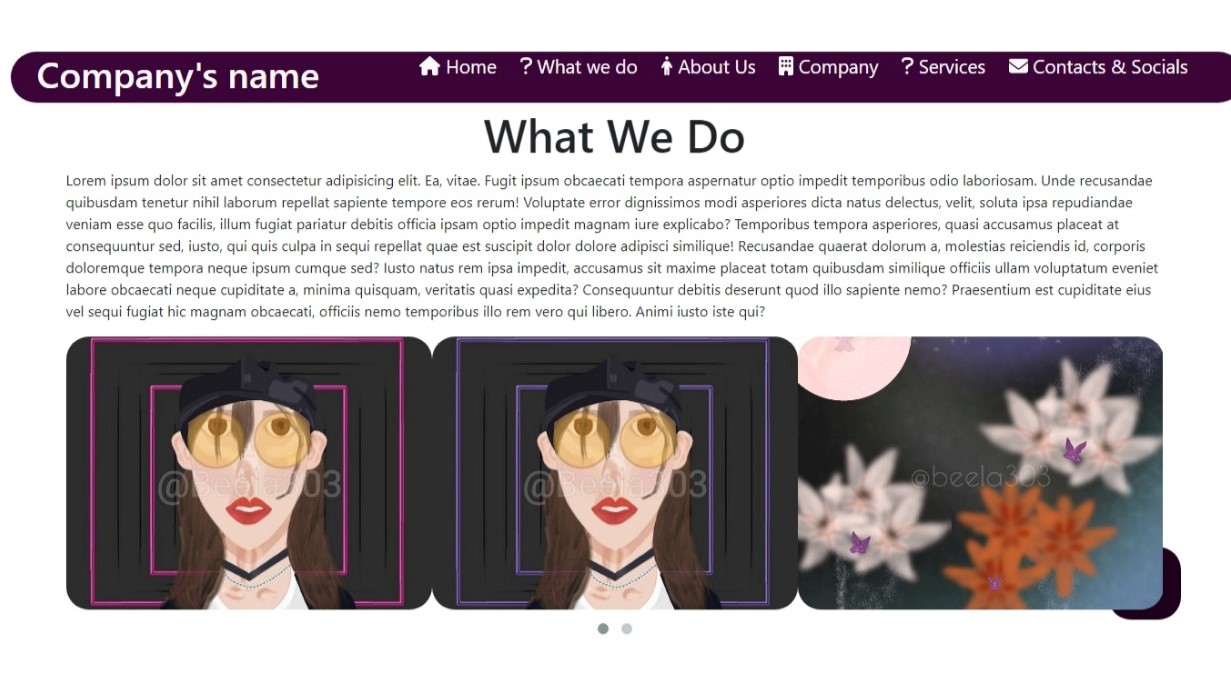 Company's name
Home
? What we do
About Us
Company
? Services
Contacts & Socials
What We Do
Lorem ipsum dolor sit amet consectetur adipisicing elit. Ea, vitae. Fugit ipsum obcaecati tempora aspernatur optio impedit temporibus odio laboriosam. Unde recusandae
quibusdam tenetur nihil laborum repellat sapiente tempore eos rerum! Voluptate error dignissimos modi asperiores dicta natus delectus, velit, soluta ipsa repudiandae
veniam esse quo facilis, illum fugiat pariatur debitis officia ipsam optio impedit magnam iure explicabo? Temporibus tempora asperiores, quasi accusamus placeat at
consequuntur sed, iusto, qui quis culpa in sequi repellat quae est suscipit dolor dolore adipisci similique! Recusandae quaerat dolorum a, molestias reiciendis id, corporis
doloremque tempora neque ipsum cumque sed? Iusto natus rem ipsa impedit, accusamus sit maxime placeat totam quibusdam similique officiis ullam voluptatum eveniet
labore obcaecati neque cupiditate a, minima quisquam, veritatis quasi expedita? Consequuntur debitis deserunt quod illo sapiente nemo? Praesentium est cupiditate eius
vel sequi fugiat hic magnam obcaecati, officiis nemo temporibus illo rem vero qui libero. Animi iusto iste qui?
@Beela303
@Beela303
@beela303